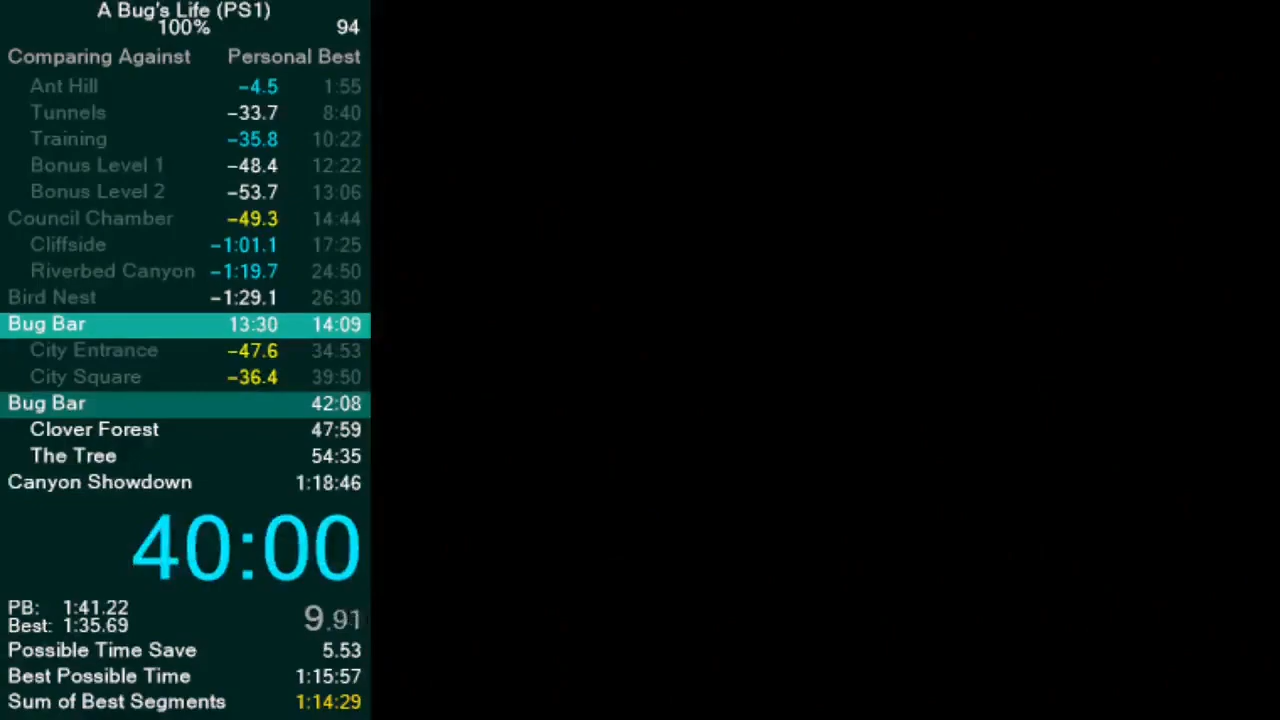 A Bug's Life (PS1)
100% 94
Comparing Against Personal Best
Ant Hill −4.5 1:55
Tunnels −33.7 8:40
Training −35.8 10:22
Bonus Level 1 −48.4 12:22
Bonus Level 2 −53.7 13:06
Council Chamber −49.3 14:44
Cliffside −1:01.1 17:25
Riverbed Canyon −1:19.7 24:50
Bird Nest −1:29.1 26:30
Bug Bar 13:30 14:09
City Entrance −47.6 34:53
City Square −36.4 39:50
Bug Bar 42:08
Clover Forest 47:59
The Tree 54:35
Canyon Showdown 1:18:46
40:00
PB: 1:41.22
Best: 1:35.69
9.91
Possible Time Save 5.53
Best Possible Time 1:15:57
Sum of Best Segments 1:14:29